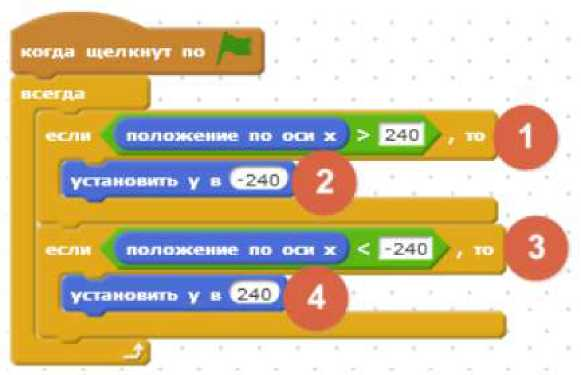 когда щелкнут по
всегда
если положение по оси x > 240 , то 1
установить y в -240 2
если положение по оси x < -240 , то 3
установить y в 240 4